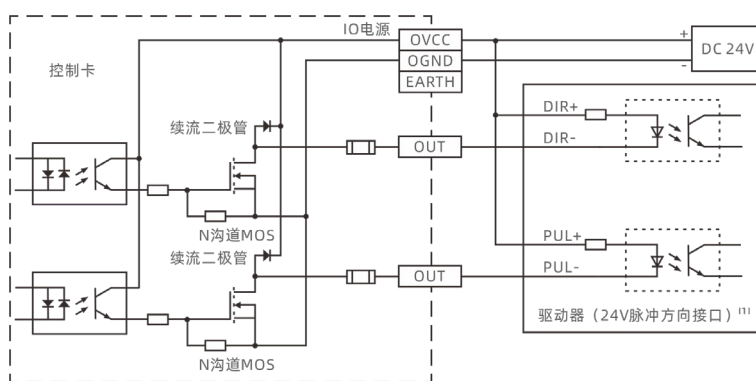 IO电源
OVCC
OGND
EARTH
+
-
DC 24V
控制卡
续流二极管
OUT
DIR+
DIR-
N沟道MOS
续流二极管
OUT
PUL+
PUL-
N沟道MOS
驱动器（24V脉冲方向接口）[1]